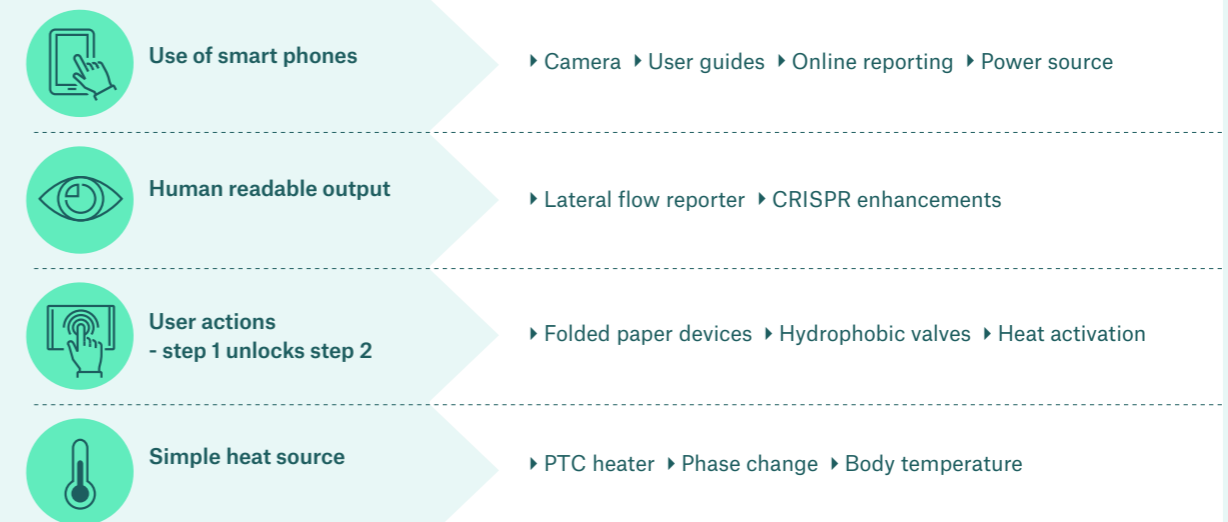 Use of smart phones
‣ Camera ‣ User guides ‣ Online reporting ‣ Power source
Human readable output
‣ Lateral flow reporter ‣ CRISPR enhancements
User actions
- step 1 unlocks step 2
‣ Folded paper devices ‣ Hydrophobic valves ‣ Heat activation
Simple heat source
‣ PTC heater ‣ Phase change ‣ Body temperature